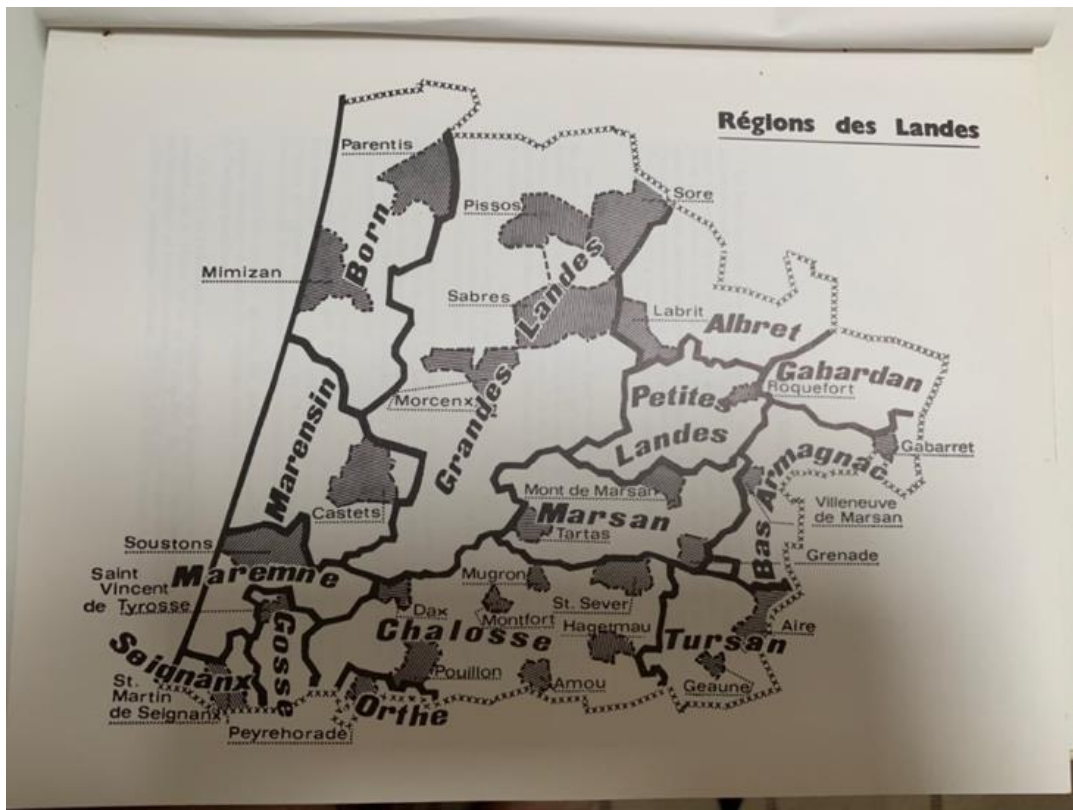 Régions des Landes
Parentis
Sore
Pissos
Born
Mimizan
Landes
Sabres
Labrit
Albret
Gabardan
Roquefort
Petites
Morcenx
Grandes
Marensin
Landes
Gabarret
Armagnac
Mont de Marsan
Villeneuve
de Marsan
Castets
Marsan
Tartas
Bas
Soustons
Grenade
Maremne
Saint
Vincent
de Tyrosse
Mugron
Dax
Montfort
St. Sever
Hagetmau
Aire
Chalosse
Tursan
Gosse
Seignanx
Pouillon
Amou
Geaune
St.
Martin
de Seignanx
Orthe
Peyrehorade